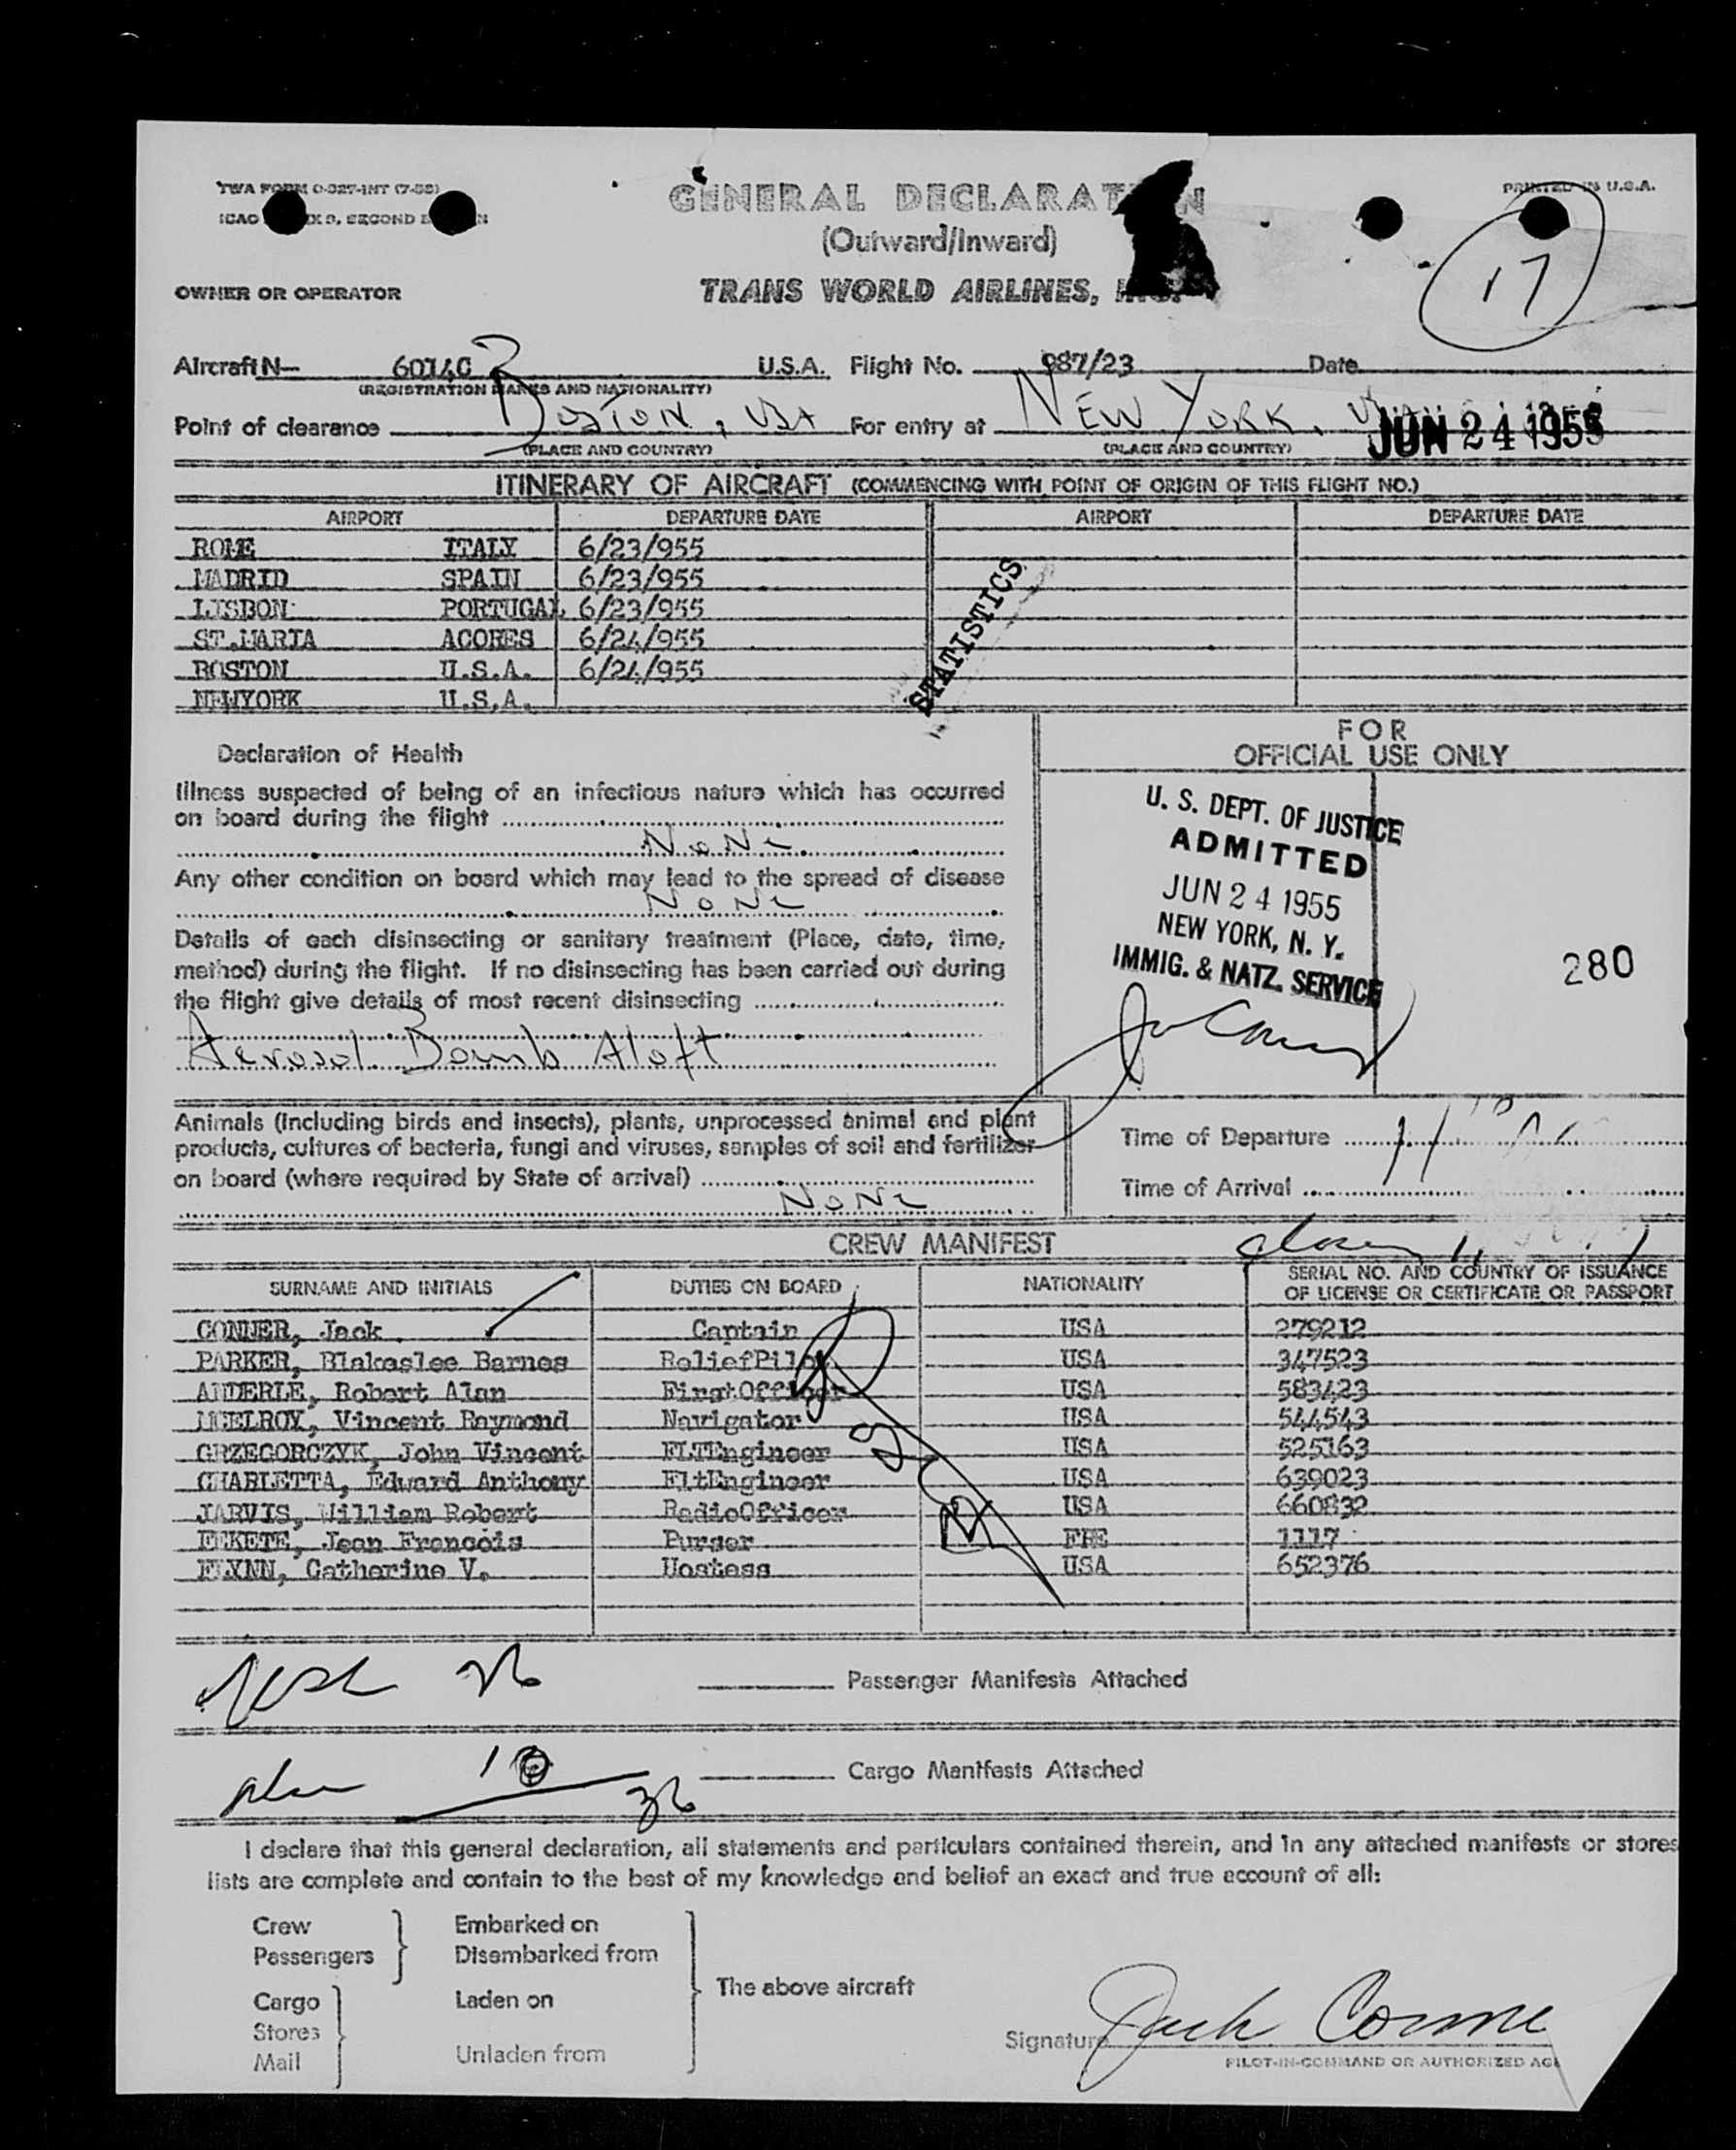 TWA FORM O-327-INT (7-53)
PRINTED IN U.S.A.
ICAO X 9, SECOND
GENERAL DECLARAT N
(Outward/Inward)
17
OWNER OR OPERATOR
TRANS WORLD AIRLINES, INC.
Aircraft N— 6014C U.S.A. Flight No. 987/23 Date
(REGISTRATION MARKS AND NATIONALITY)
Point of clearance Boston, USA For entry at New York,
JUN 24 1955
(PLACE AND COUNTRY) (PLACE AND COUNTRY)
ITINERARY OF AIRCRAFT (COMMENCING WITH POINT OF ORIGIN OF THIS FLIGHT NO.)
AIRPORT DEPARTURE DATE AIRPORT DEPARTURE DATE
ROME ITALY 6/23/955
MADRID SPAIN 6/23/955
LISBON PORTUGAL 6/23/955
ST.MARIA ACORES 6/24/955
BOSTON U.S.A. 6/24/955
NEWYORK U.S.A.
STATISTICS
FOR
OFFICIAL USE ONLY
Declaration of Health
Illness suspected of being of an infectious nature which has occurred
on board during the flight
None
Any other condition on board which may lead to the spread of disease
None
Details of each disinsecting or sanitary treatment (Place, date, time,
method) during the flight. If no disinsecting has been carried out during
the flight give details of most recent disinsecting
Aerosol Bomb Aloft
U. S. DEPT. OF JUSTICE
ADMITTED
JUN 24 1955
NEW YORK, N. Y.
IMMIG. & NATZ. SERVICE
280
Animals (including birds and insects), plants, unprocessed animal and plant
products, cultures of bacteria, fungi and viruses, samples of soil and fertilizer
on board (where required by State of arrival)
None
Time of Departure
Time of Arrival
CREW MANIFEST
SURNAME AND INITIALS DUTIES ON BOARD NATIONALITY SERIAL NO. AND COUNTRY OF ISSUANCE
OF LICENSE OR CERTIFICATE OR PASSPORT
CONNER, Jack Captain USA 279212
PARKER, Blakeslee Barnes ReliefPilot USA 347523
ANDERLE, Robert Alan FirstOfficer USA 583423
MCELROY, Vincent Raymond Navigator USA 544543
GRZEGORCZYK, John Vincent FLTEngineer USA 525163
CHARLETTA, Edward Anthony FltEngineer USA 639023
JARVIS, William Robert RadioOfficer USA 660832
Jean Francois Purser FRE 1117
FLYNN, Catherine V. Hostess USA 652376
26
Passenger Manifests Attached
36
Cargo Manifests Attached
I declare that this general declaration, all statements and particulars contained therein, and in any attached manifests or stores
lists are complete and contain to the best of my knowledge and belief an exact and true account of all:
Crew
Passengers
Embarked on
Disembarked from
Cargo
Stores
Mail
Laden on
Unladen from
The above aircraft
Signature Jack Conner
PILOT-IN-COMMAND OR AUTHORIZED AG